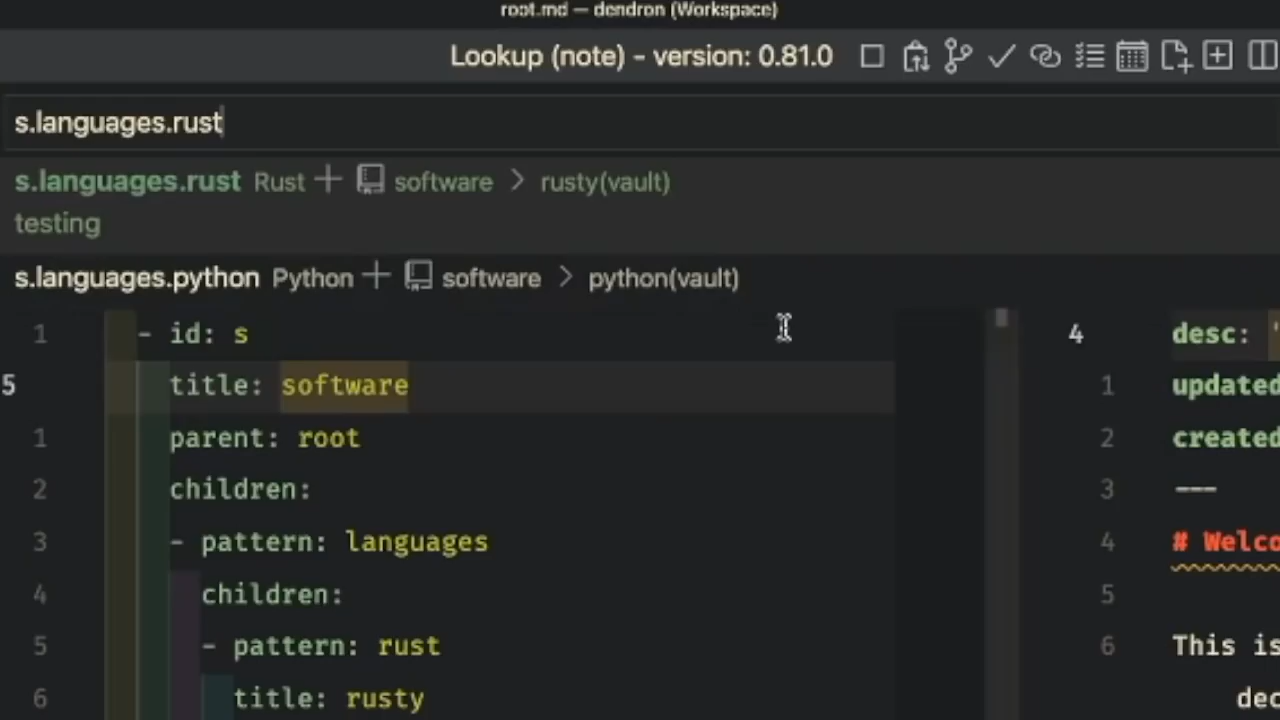 root.md — dendron (Workspace)
Lookup (note) - version: 0.81.0
s.languages.rust
s.languages.rust Rust + software > rusty(vault)
testing
s.languages.python Python + software > python(vault)
1 - id: s
5 title: software
1 parent: root
2 children:
3 - pattern: languages
4 children:
5 - pattern: rust
6 title: rusty
4 desc: '
1 updated
2 created
3 ---
4 # Welco
5
6 This is
dec